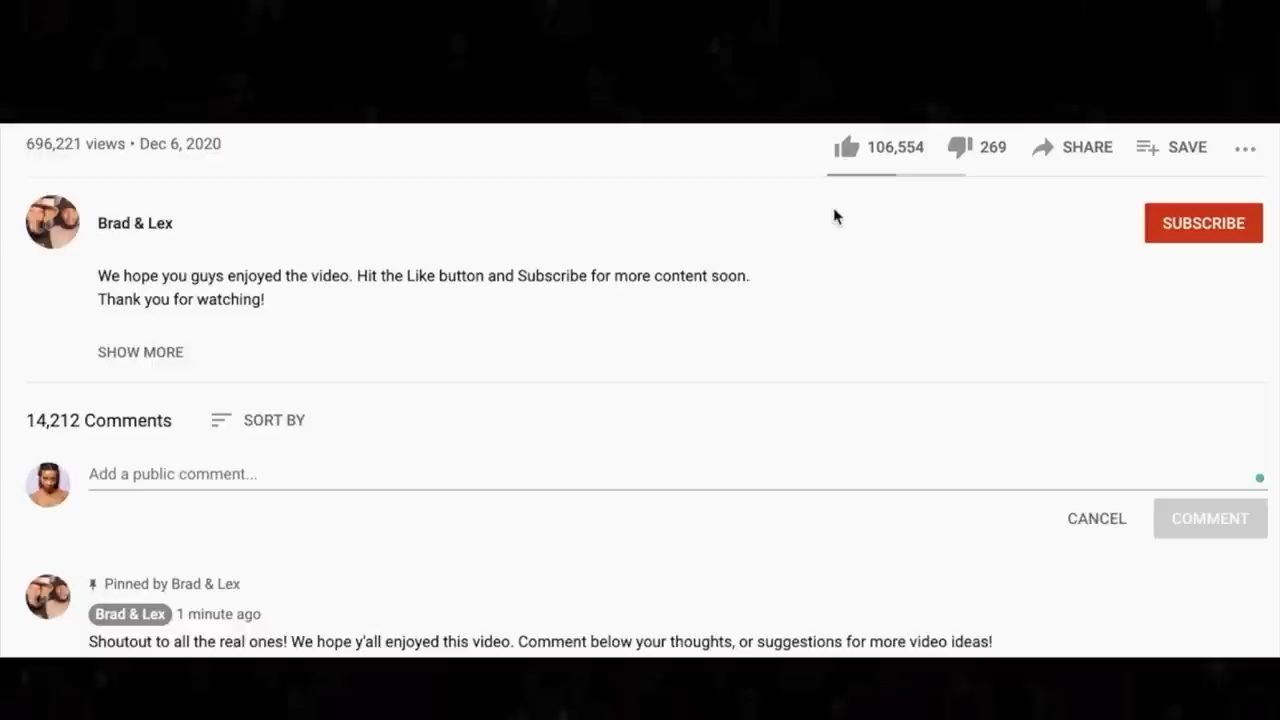 696,221 views • Dec 6, 2020
106,554 269 SHARE SAVE
Brad & Lex
SUBSCRIBE
We hope you guys enjoyed the video. Hit the Like button and Subscribe for more content soon.
Thank you for watching!
SHOW MORE
14,212 Comments SORT BY
Add a public comment...
CANCEL COMMENT
Pinned by Brad & Lex
Brad & Lex 1 minute ago
Shoutout to all the real ones! We hope y'all enjoyed this video. Comment below your thoughts, or suggestions for more video ideas!